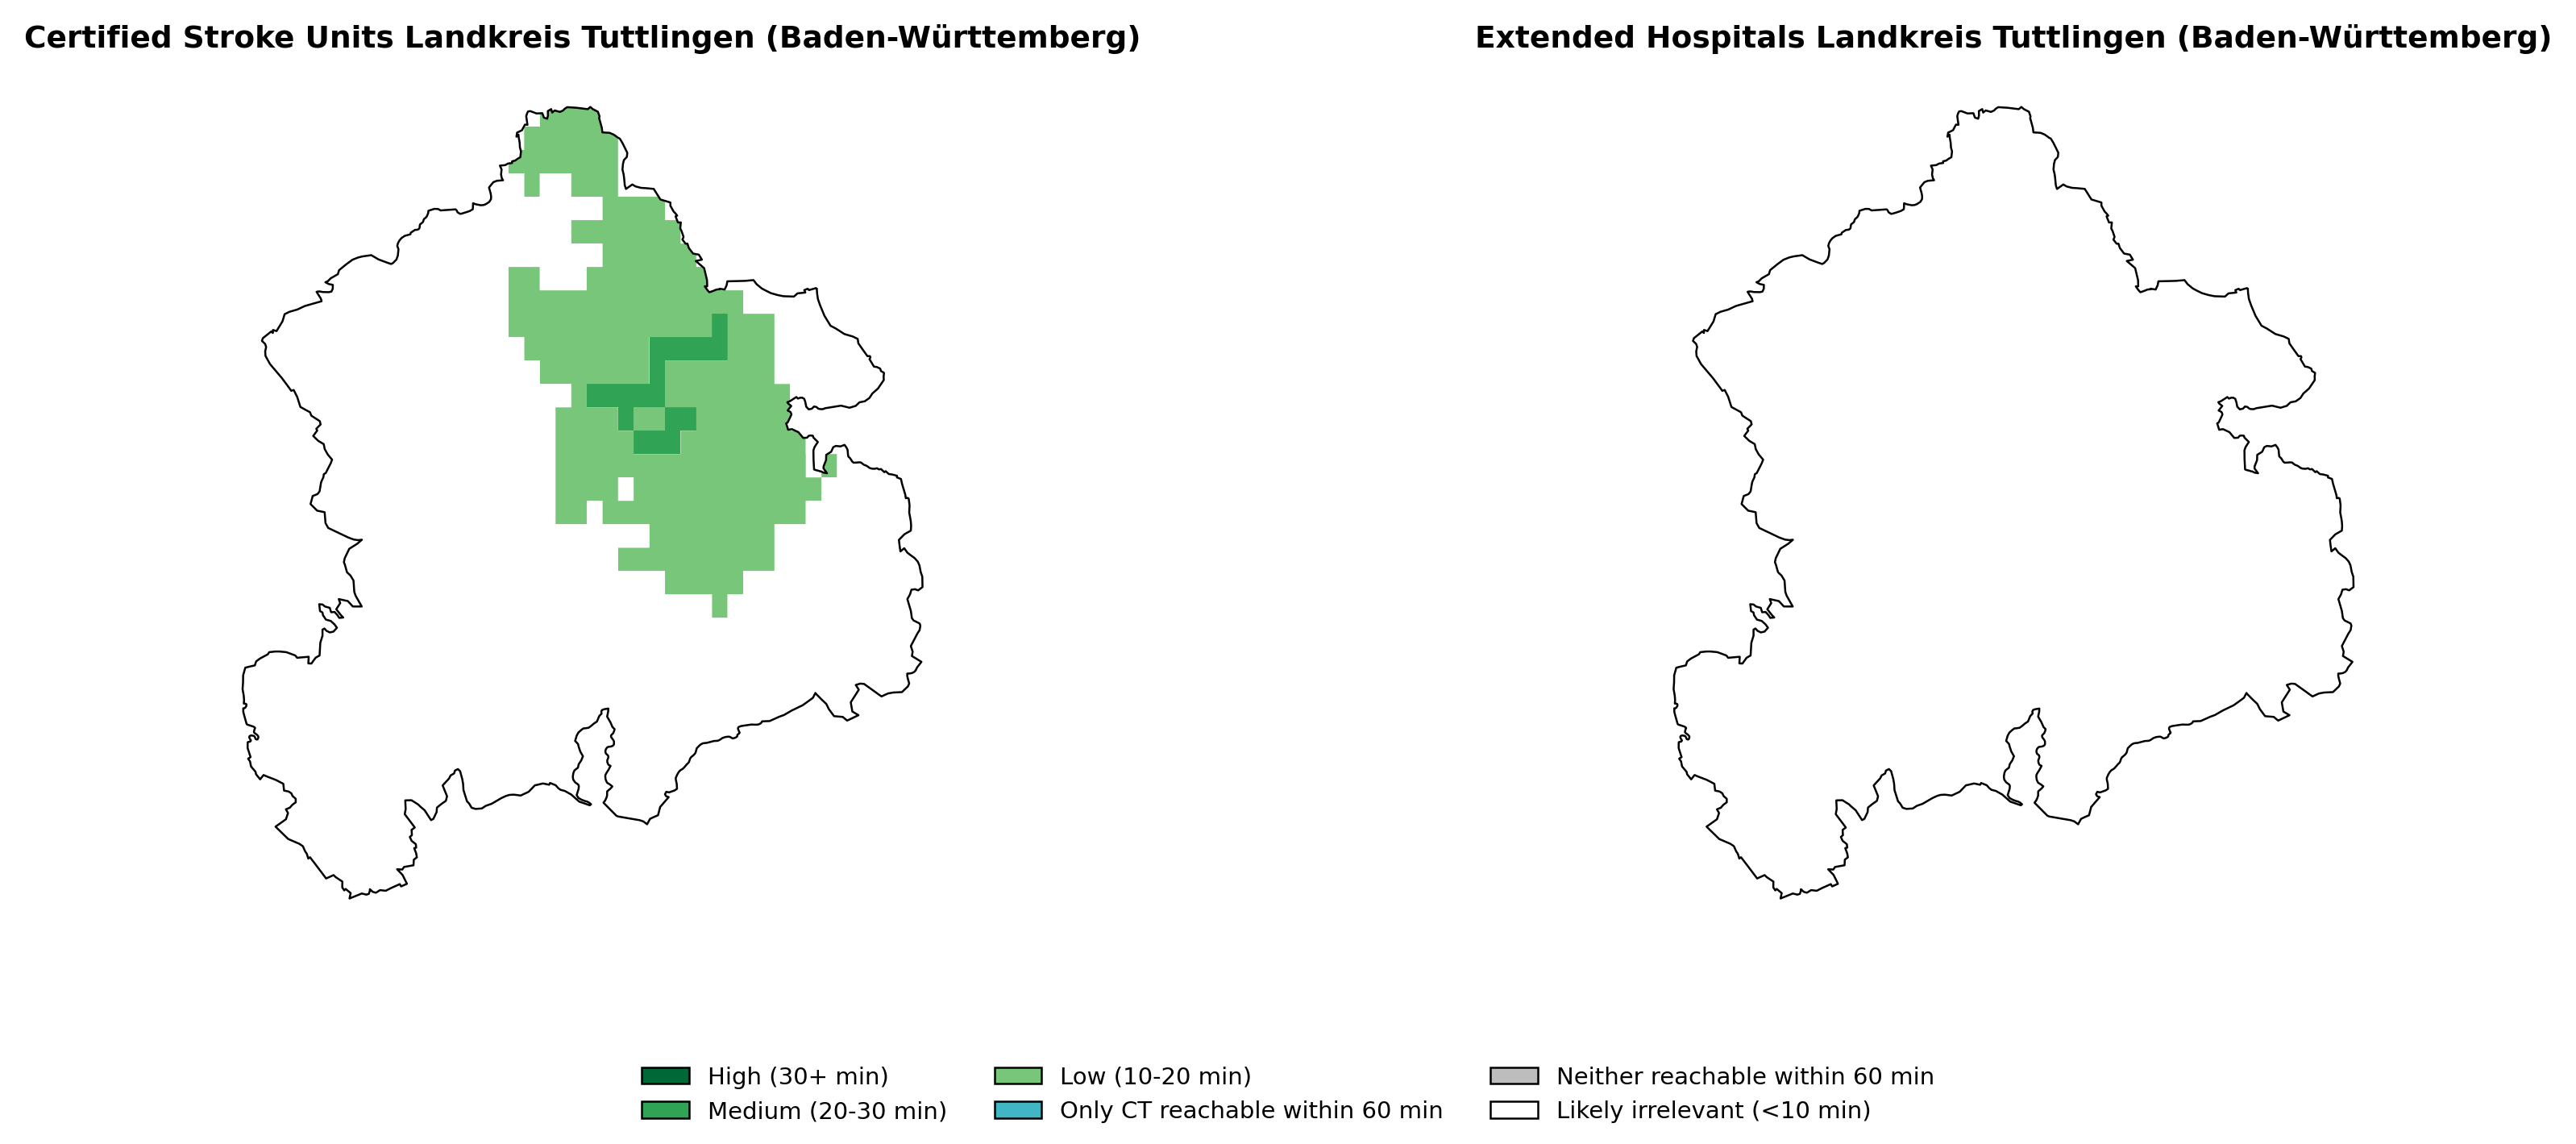 Certified Stroke Units Landkreis Tuttlingen (Baden-Württemberg)
Extended Hospitals Landkreis Tuttlingen (Baden-Württemberg)
High (30+ min)
Medium (20-30 min)
Low (10-20 min)
Only CT reachable within 60 min
Neither reachable within 60 min
Likely irrelevant (<10 min)